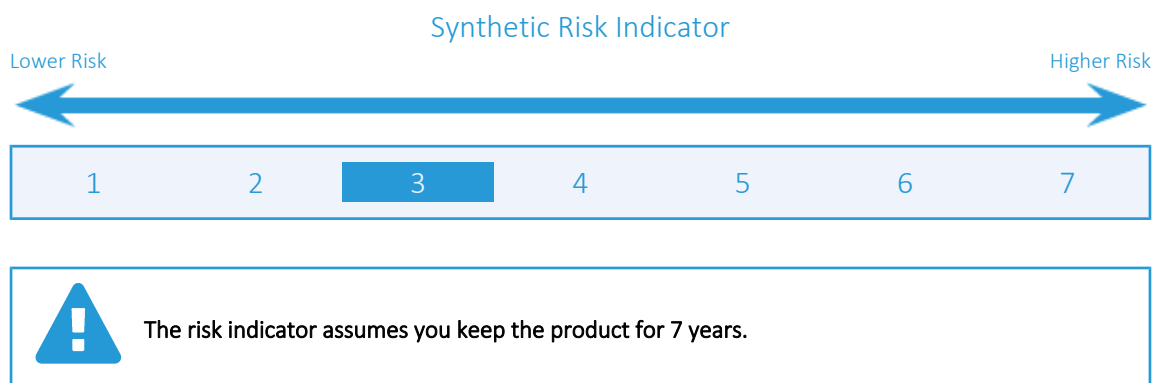 Synthetic Risk Indicator
Lower Risk Higher Risk
1 2 3 4 5 6 7
The risk indicator assumes you keep the product for 7 years.